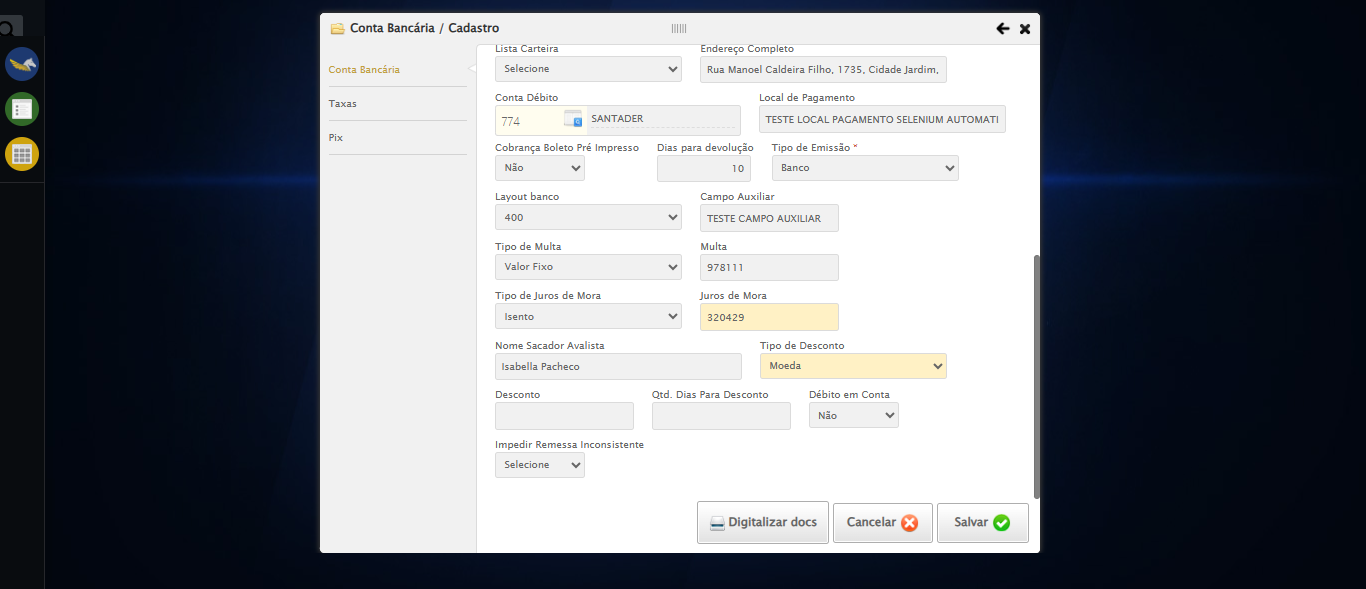 Conta Bancária / Cadastro
Conta Bancária
Taxas
Pix
Lista Carteira
Endereço Completo
Selecione
Rua Manoel Caldeira Filho, 1735, Cidade Jardim,
Conta Débito
Local de Pagamento
774
SANTADER
TESTE LOCAL PAGAMENTO SELENIUM AUTOMATI
Cobrança Boleto Pré Impresso
Dias para devolução
Tipo de Emissão *
Não
10
Banco
Layout banco
Campo Auxiliar
400
TESTE CAMPO AUXILIAR
Tipo de Multa
Multa
Valor Fixo
978111
Tipo de Juros de Mora
Juros de Mora
Isento
320429
Nome Sacador Avalista
Tipo de Desconto
Isabella Pacheco
Moeda
Desconto
Qtd. Dias Para Desconto
Débito em Conta
Não
Impedir Remessa Inconsistente
Selecione
Digitalizar docs
Cancelar
Salvar